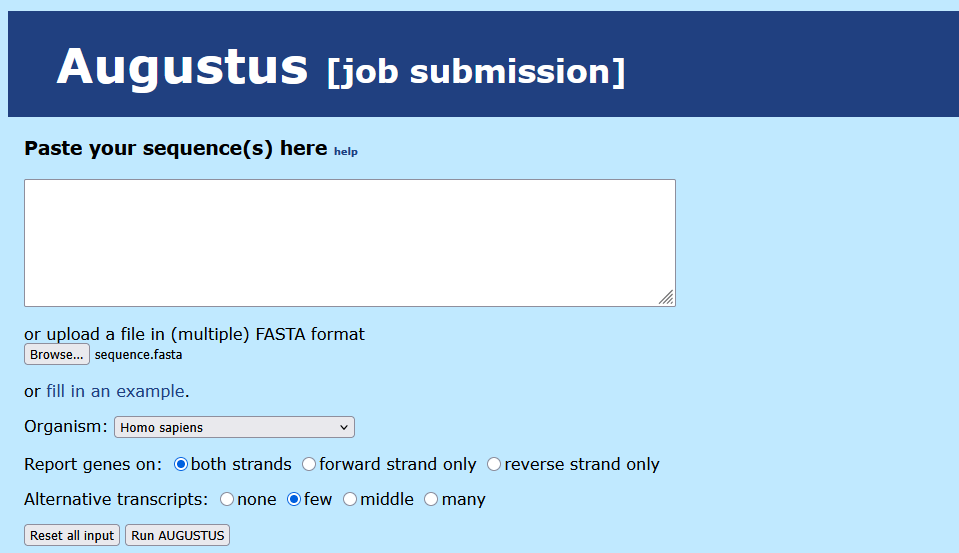 Augustus [job submission]
Paste your sequence(s) here help
or upload a file in (multiple) FASTA format
Browse... sequence.fasta
or fill in an example.
Organism: Homo sapiens
Report genes on: both strands forward strand only reverse strand only
Alternative transcripts: none few middle many
Reset all input Run AUGUSTUS